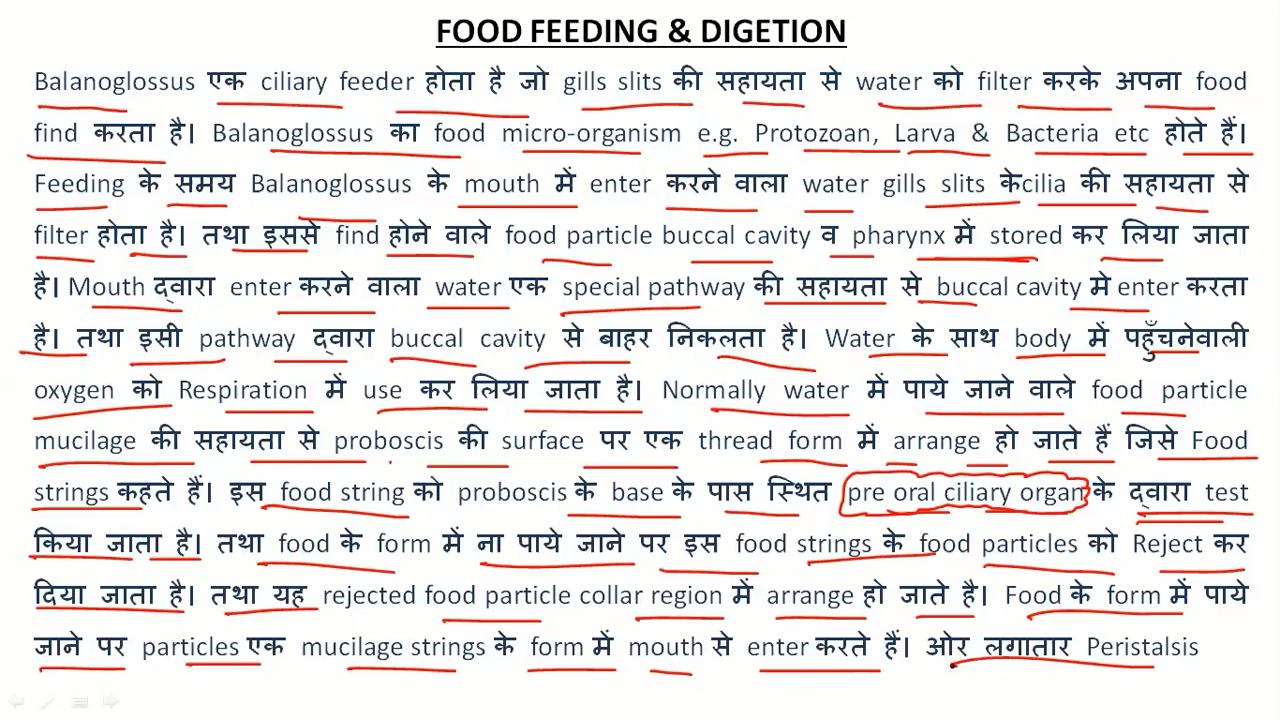 FOOD FEEDING & DIGETION
Balanoglossus एक ciliary feeder होता है जो gills slits की सहायता से water को filter करके अपना food
find करता है। Balanoglossus का food micro-organism e.g. Protozoan, Larva & Bacteria etc होते हैं।
Feeding के समय Balanoglossus के mouth में enter करने वाला water gills slits केcilia की सहायता से
filter होता है। तथा इससे find होने वाले food particle buccal cavity व pharynx में stored कर लिया जाता
है। Mouth द्वारा enter करने वाला water एक special pathway की सहायता से buccal cavity मे enter करता
है। तथा इसी pathway द्वारा buccal cavity से बाहर निकलता है। Water के साथ body में पहुँचनेवाली
oxygen को Respiration में use कर लिया जाता है। Normally water में पाये जाने वाले food particle
mucilage की सहायता से proboscis की surface पर एक thread form में arrange हो जाते हैं जिसे Food
strings कहते हैं। इस food string को proboscis के base के पास स्थित pre oral ciliary organ के द्वारा test
किया जाता है। तथा food के form में ना पाये जाने पर इस food strings के food particles को Reject कर
दिया जाता है। तथा यह rejected food particle collar region में arrange हो जाते है। Food के form में पाये
जाने पर particles एक mucilage strings के form में mouth से enter करते हैं। ओर लगातार Peristalsis